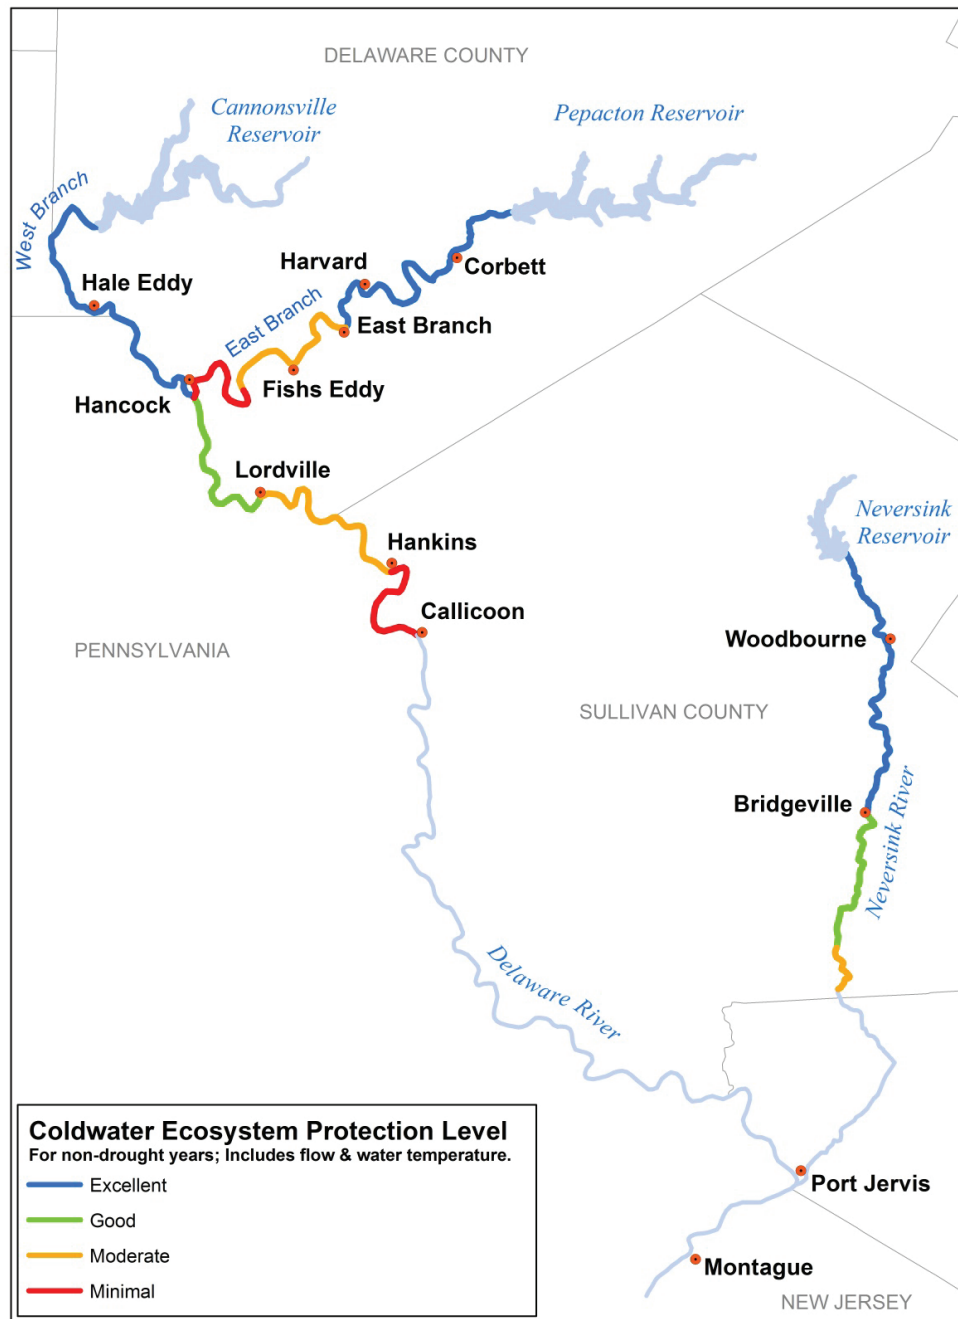 DELAWARE COUNTY
Cannonsville
Reservoir
Pepacton Reservoir
West Branch
Harvard
Corbett
Hale Eddy
East Branch
East Branch
Fishs Eddy
Hancock
Lordville
Neversink
Reservoir
Hankins
Callicoon
Woodbourne
PENNSYLVANIA
SULLIVAN COUNTY
Bridgeville
Neversink River
Delaware River
Coldwater Ecosystem Protection Level
For non-drought years; Includes flow & water temperature.
Excellent
Good
Moderate
Minimal
Port Jervis
Montague
NEW JERSEY